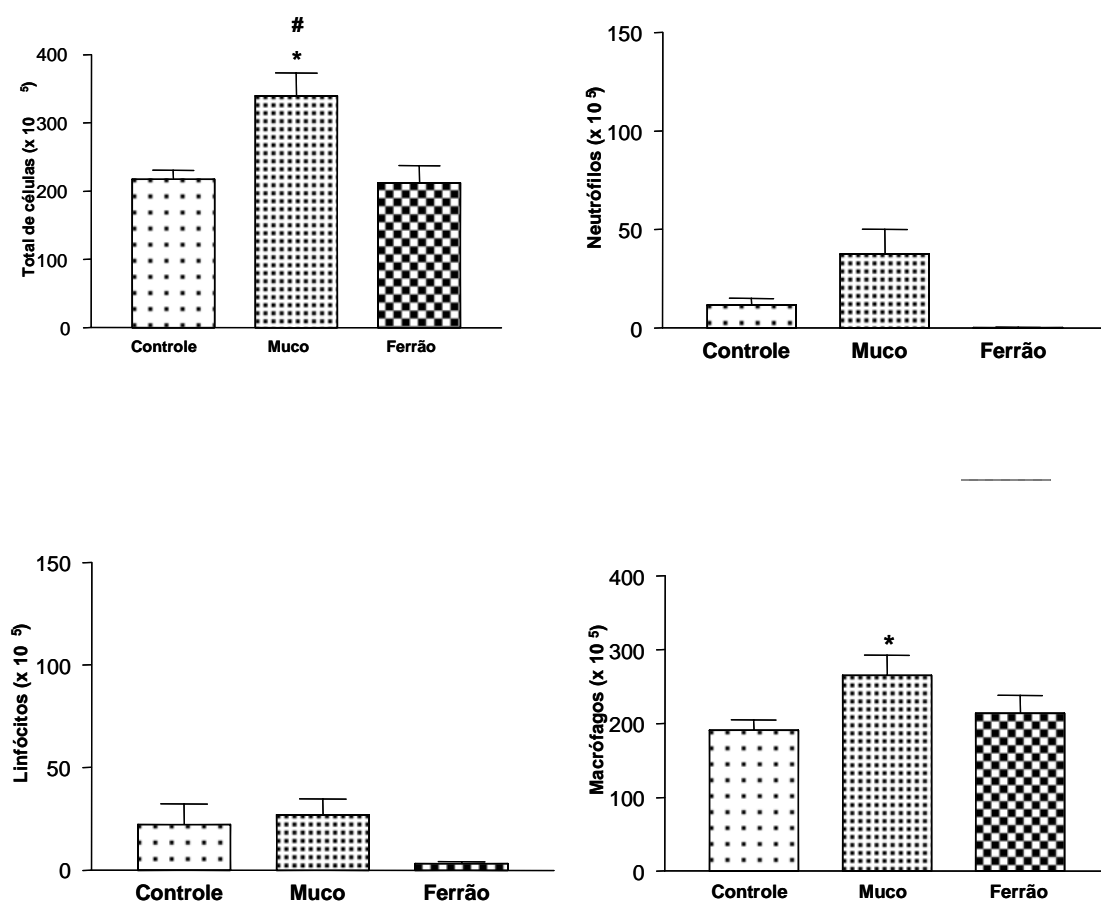 #
*
Total de células (x 10 5)
400
300
200
100
0
Controle Muco Ferrão
Neutrófilos (x 10 5)
150
100
50
0
Controle Muco Ferrão
Linfócitos (x 10 5)
150
100
50
0
Controle Muco Ferrão
*
Macrófagos (x 10 5)
400
300
200
100
0
Controle Muco Ferrão